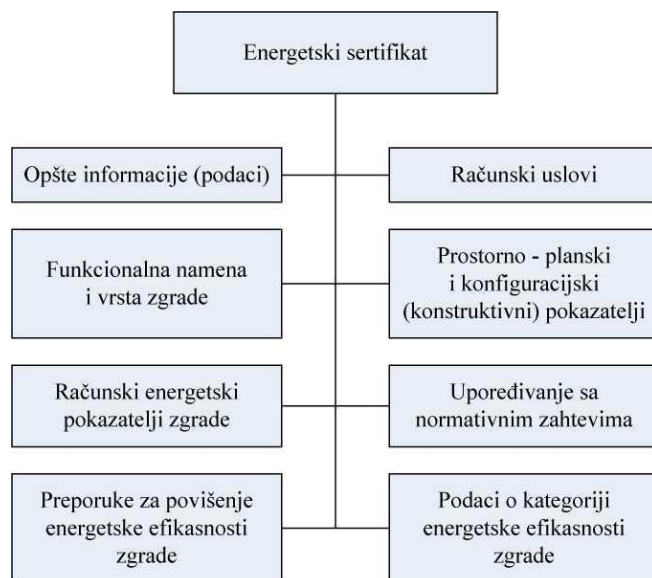 Energetski sertifikat
Opšte informacije (podaci)
Računski uslovi
Funkcionalna namena
i vrsta zgrade
Prostorno - planski
i konfiguracijski
(konstruktivni) pokazatelji
Računski energetski
pokazatelji zgrade
Upoređivanje sa
normativnim zahtevima
Preporuke za povišenje
energetske efikasnosti
zgrade
Podaci o kategoriji
energetske efikasnosti
zgrade